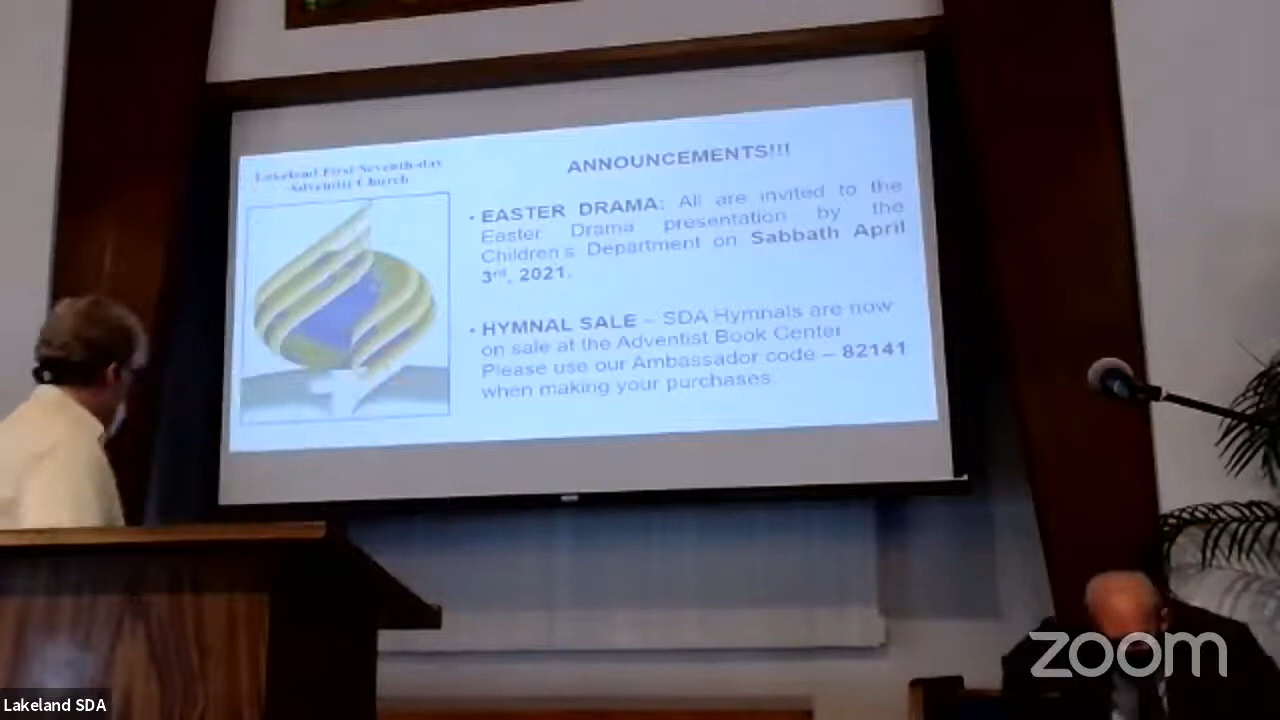 Lakeland First Seventh-day
Adventist Church
ANNOUNCEMENTS!!!
• EASTER DRAMA: All are invited to the
Easter Drama presentation by the
Children's Department on Sabbath April
3rd, 2021.
• HYMNAL SALE – SDA Hymnals are now
on sale at the Adventist Book Center
Please use our Ambassador code – 82141
when making your purchases.
zoom
Lakeland SDA